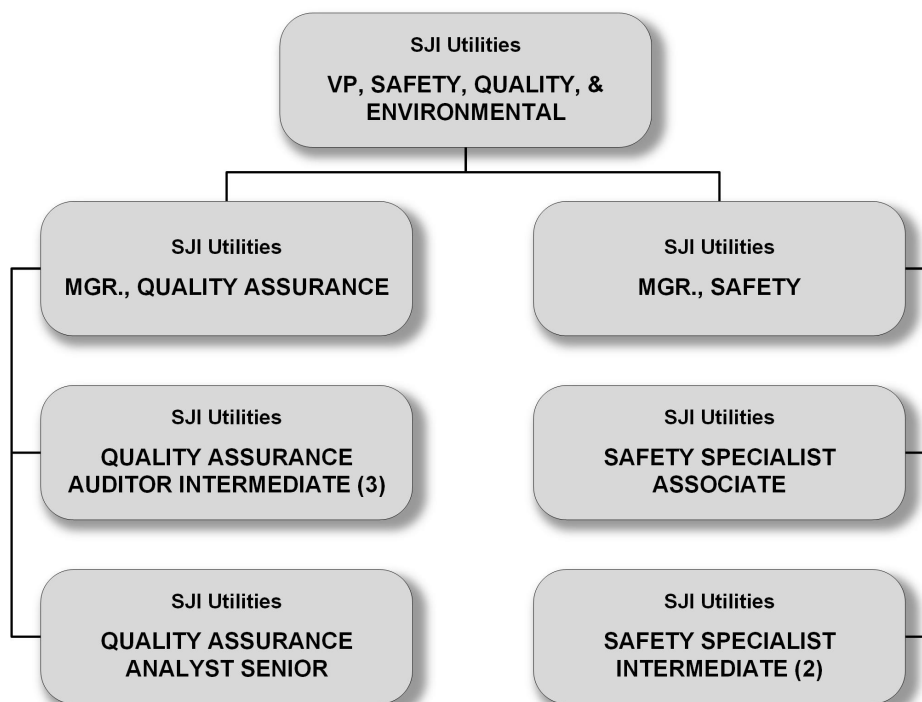 SJI Utilities
VP, SAFETY, QUALITY, &
ENVIRONMENTAL
SJI Utilities
MGR., QUALITY ASSURANCE
SJI Utilities
MGR., SAFETY
SJI Utilities
QUALITY ASSURANCE
AUDITOR INTERMEDIATE (3)
SJI Utilities
SAFETY SPECIALIST
ASSOCIATE
SJI Utilities
QUALITY ASSURANCE
ANALYST SENIOR
SJI Utilities
SAFETY SPECIALIST
INTERMEDIATE (2)